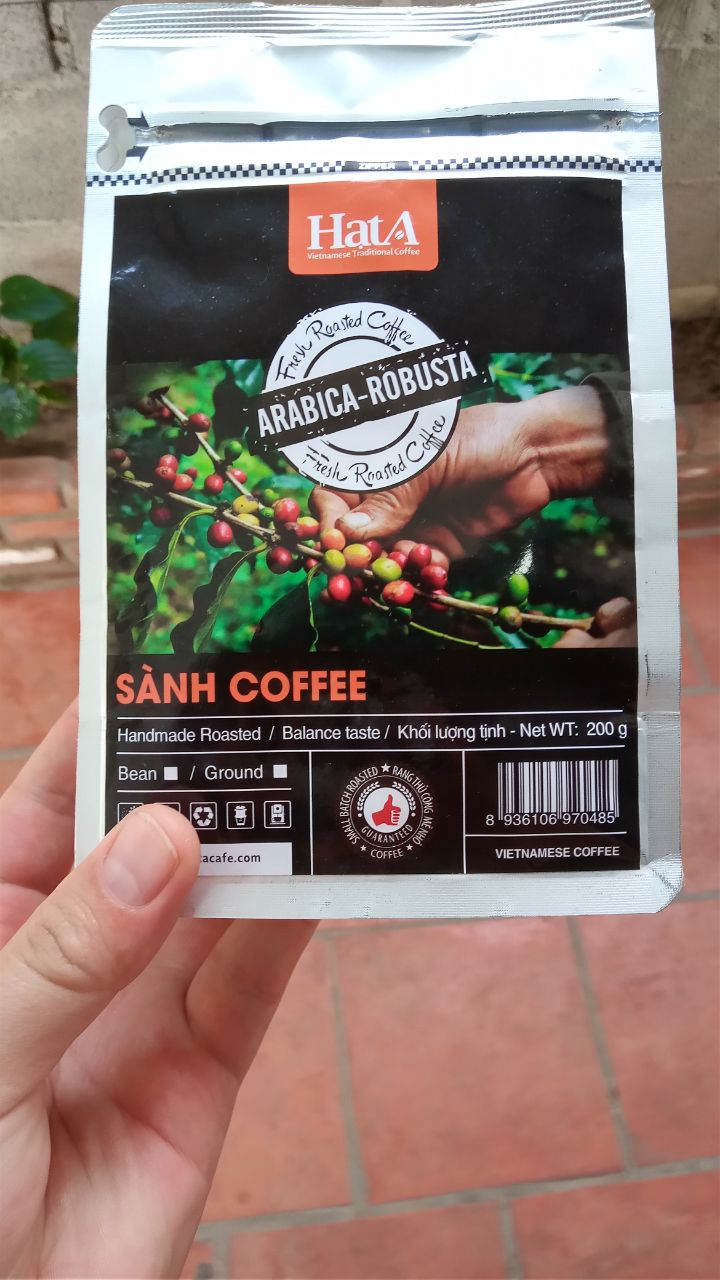 ZIPPER
HạtA
Vietnamese Traditional Coffee
Fresh Roasted Coffee
ARABICA-ROBUSTA
Fresh Roasted Coffee
SÀNH COFFEE
Handmade Roasted / Balance taste / Khối lượng tịnh - Net WT: 200 g
Bean / Ground
SMALL BATCH ROASTED ★ RANG THỦ CÔNG MẺ NHỎ ★ COFFEE ★
GUARANTEED
8 936106 970485
VIETNAMESE COFFEE
acafe.com